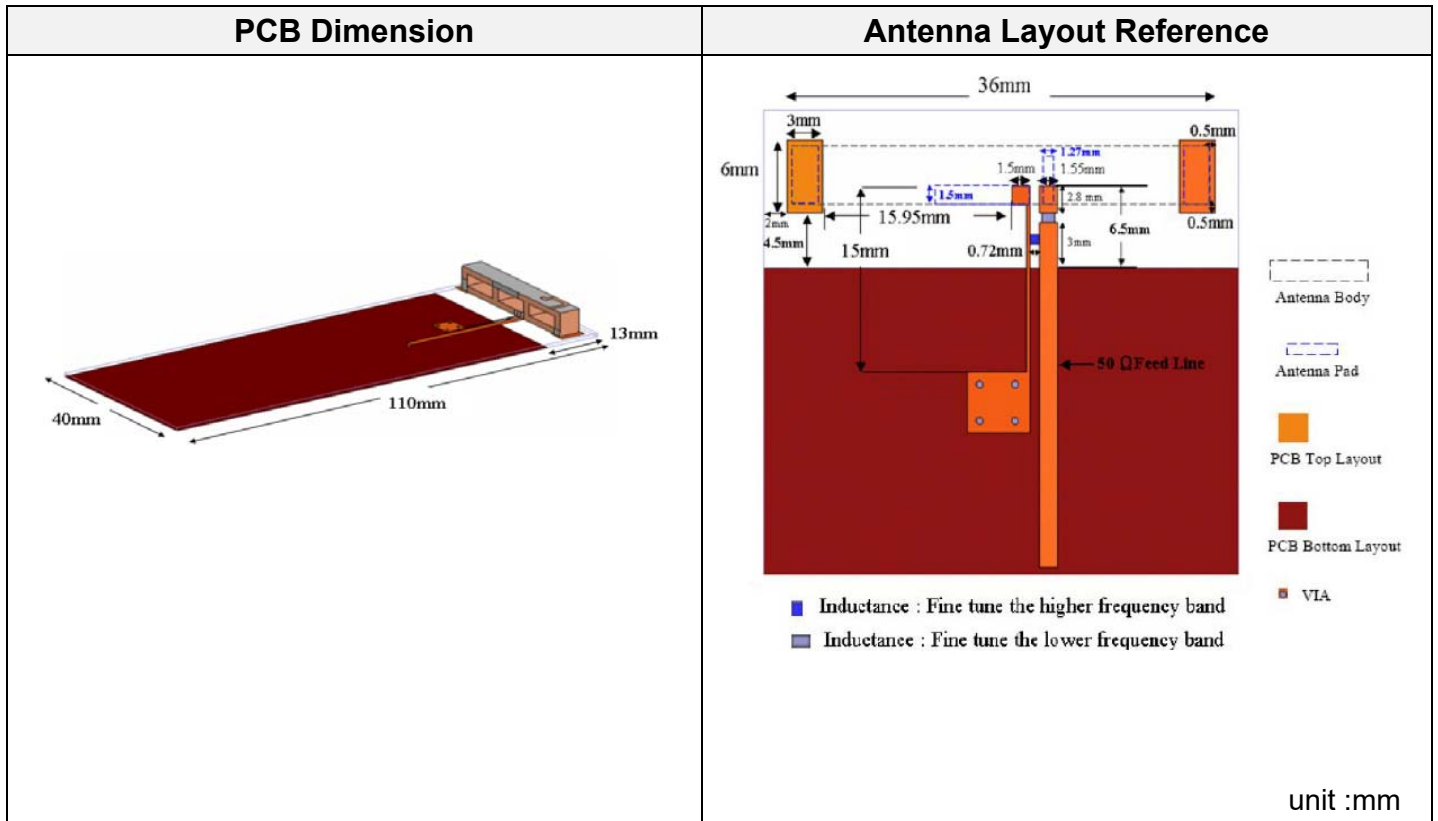 PCB Dimension
Antenna Layout Reference
13mm
110mm
40mm
36mm
3mm
0.5mm
1.27mm
1.5mm
1.55mm
6mm
1.5mm
2.8 mm
15.95mm
2mm
0.5mm
6.5mm
4.5mm
15mm
0.72mm
3mm
Antenna Body
Antenna Pad
50 ΩFeed Line
PCB Top Layout
PCB Bottom Layout
VIA
Inductance : Fine tune the higher frequency band
Inductance : Fine tune the lower frequency band
unit :mm